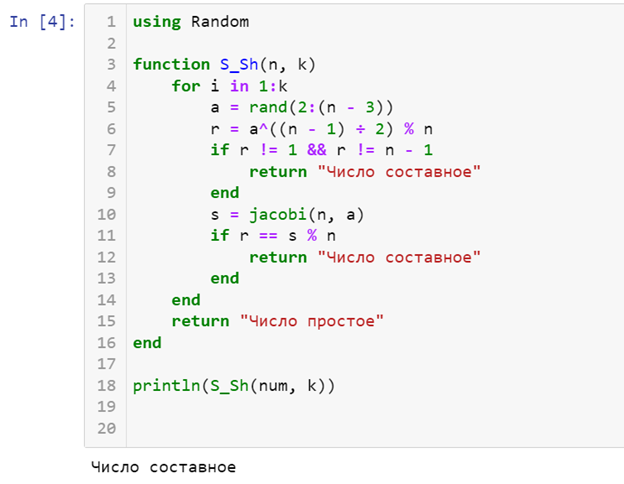 In [4]:
1 using Random
2
3 function S_Sh(n, k)
4     for i in 1:k
5         a = rand(2:(n - 3))
6         r = a^((n - 1) ÷ 2) % n
7         if r != 1 && r != n - 1
8             return "Число составное"
9         end
10         s = jacobi(n, a)
11         if r == s % n
12             return "Число составное"
13         end
14     end
15     return "Число простое"
16 end
17
18 println(S_Sh(num, k))
19
20
Число составное